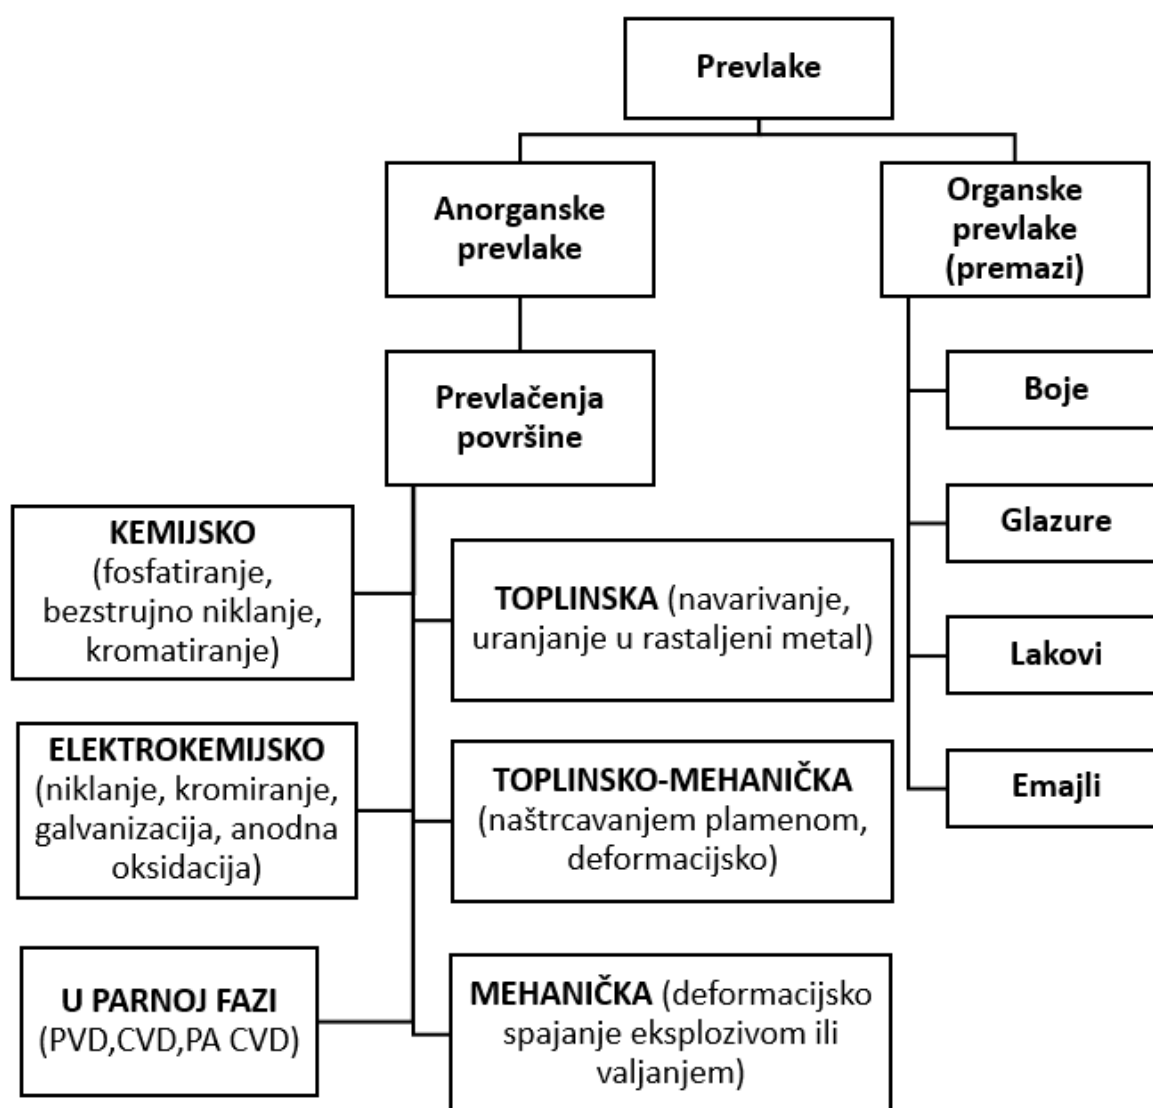 Prevlake
Anorganske
prevlake
Organske
prevlake
(premazi)
Prevlačenja
površine
Boje
Glazure
Lakovi
Emajli
KEMIJSKO
(fosfatiranje,
bezstrujno niklanje,
kromatiranje)
TOPLINSKA (navarivanje,
uranjanje u rastaljeni metal)
ELEKTROKEMIJSKO
(niklanje, kromiranje,
galvanizacija, anodna
oksidacija)
TOPLINSKO-MEHANIČKA
(naštrcavanjem plamenom,
deformacijsko)
U PARNOJ FAZI
(PVD,CVD,PA CVD)
MEHANIČKA (deformacijsko
spajanje eksplozivom ili
valjanjem)